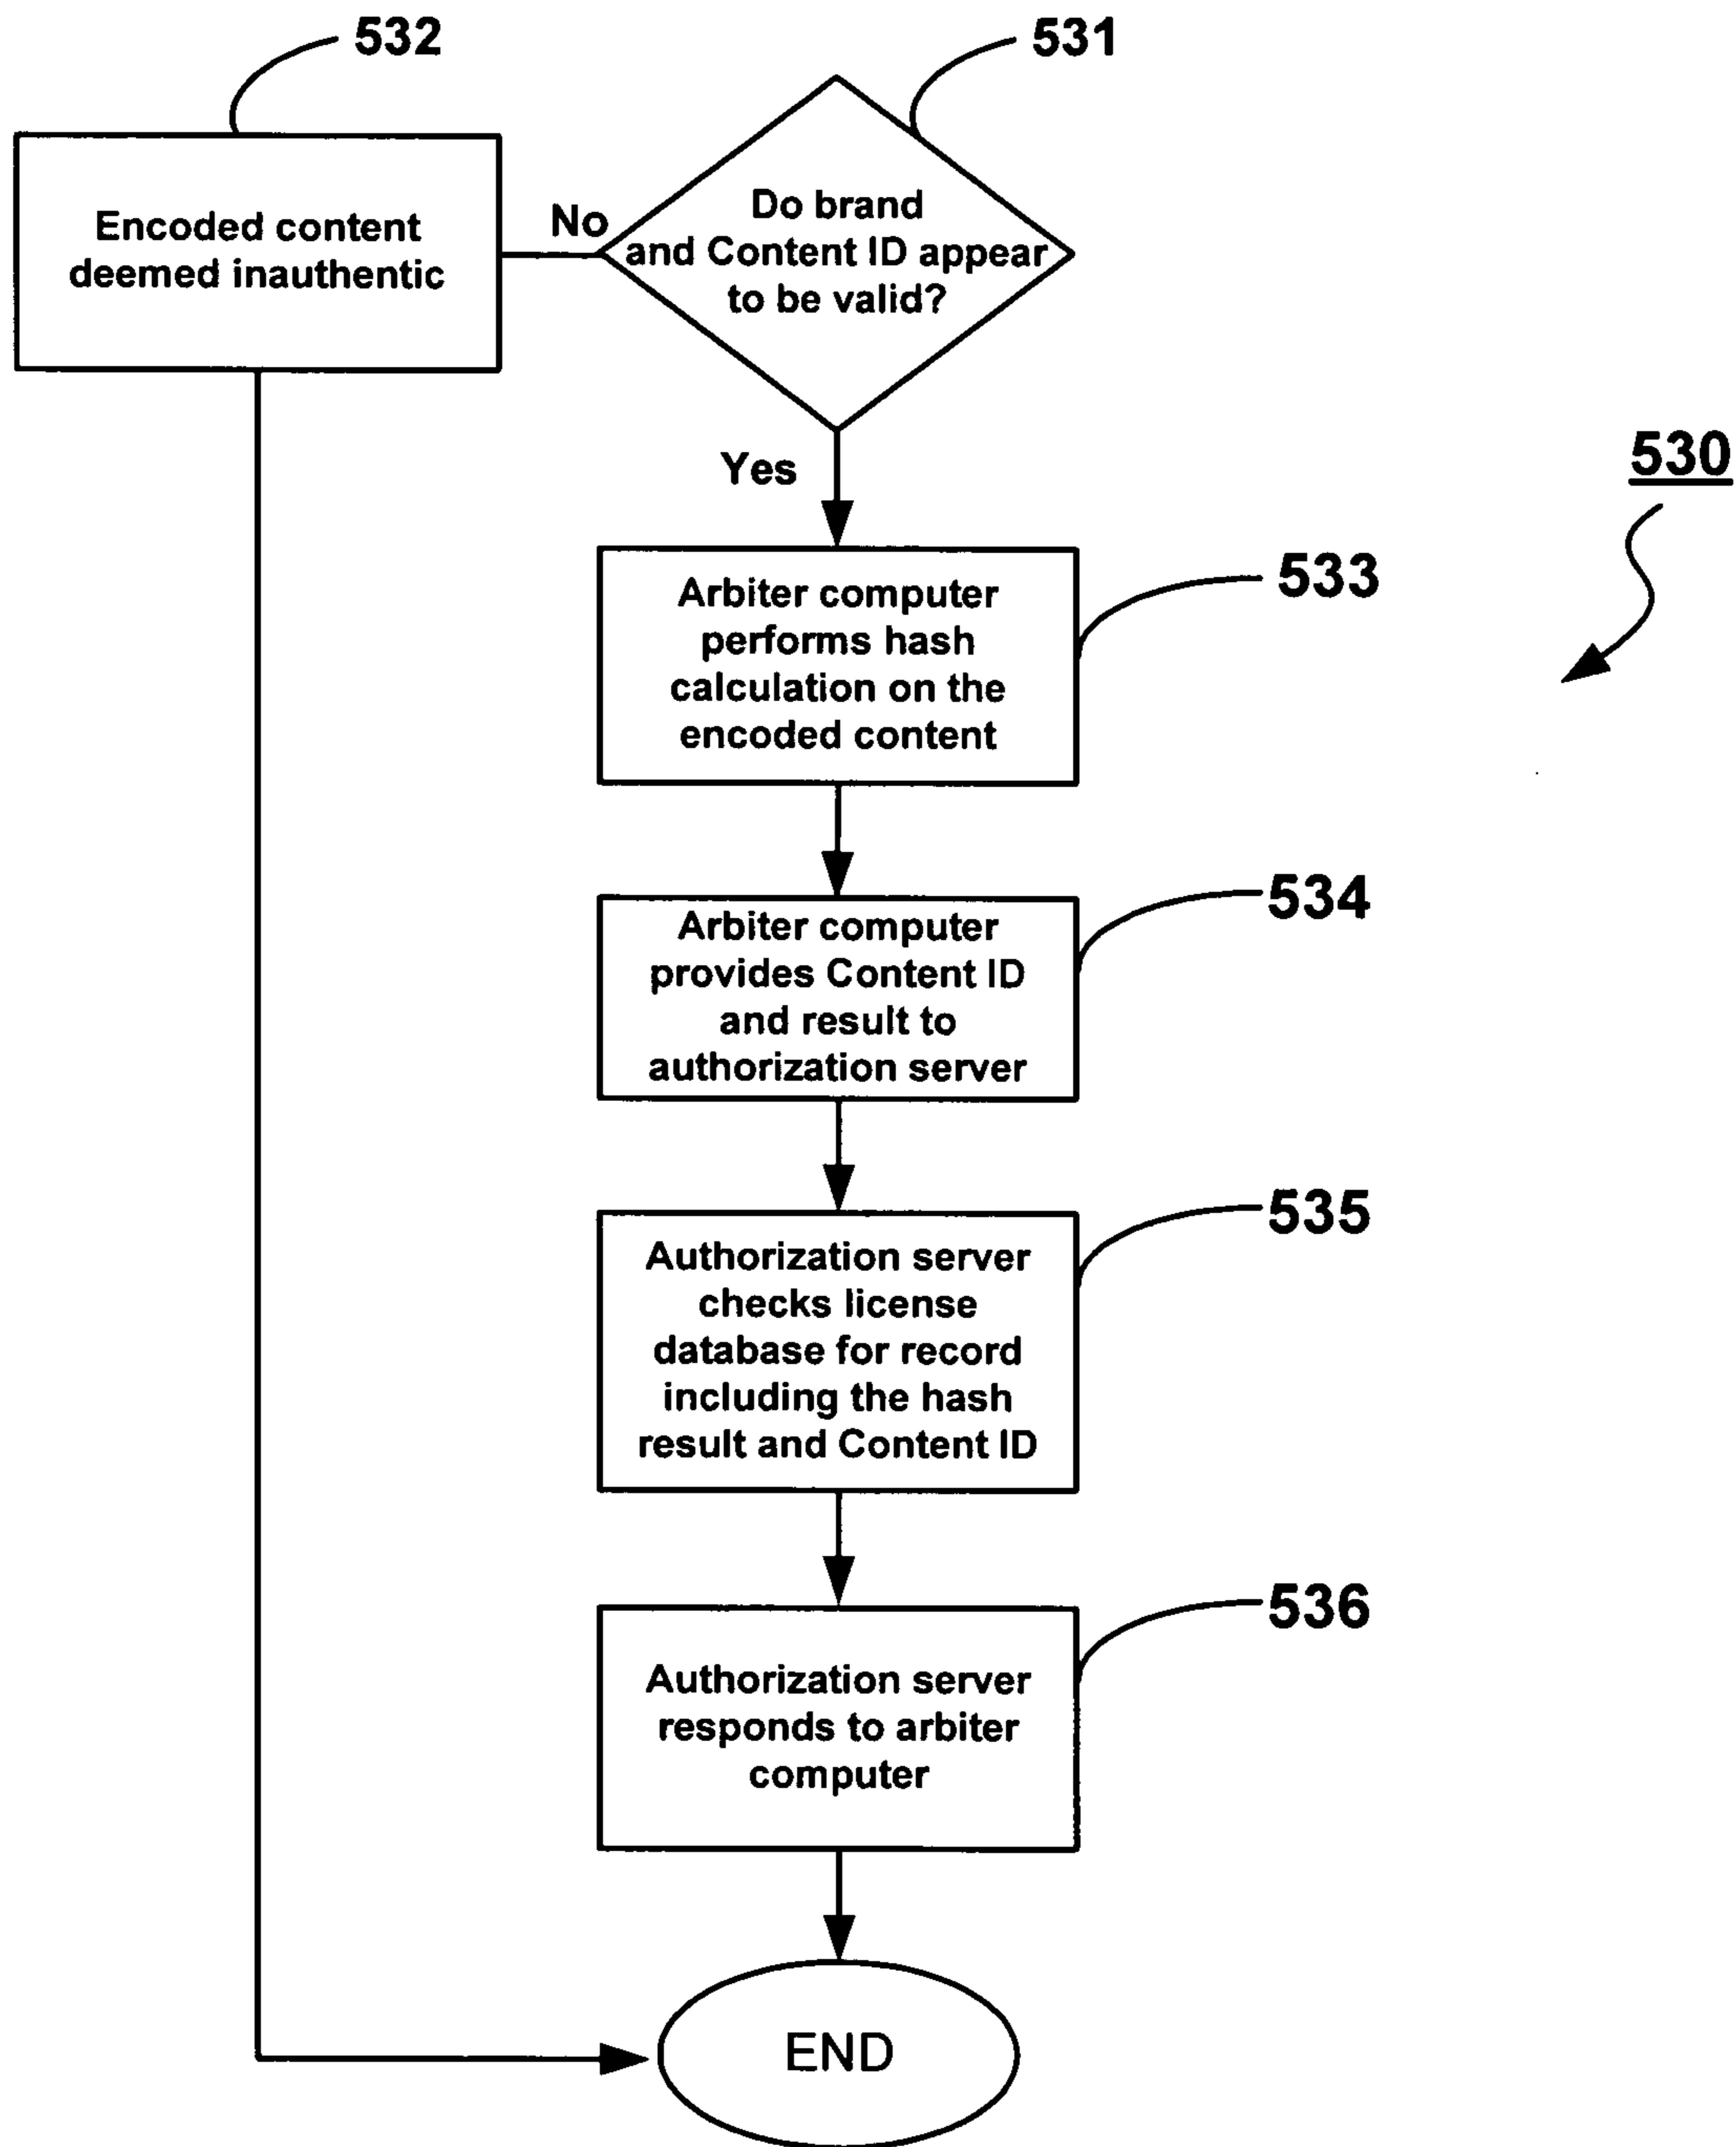 532
531
Do brand
and Content ID appear
to be valid?
No
Encoded content
deemed inauthentic
Yes
530
Arbiter computer
performs hash
calculation on the
encoded content
533
Arbiter computer
provides Content ID
and result to
authorization server
534
Authorization server
checks license
database for record
including the hash
result and Content ID
535
Authorization server
responds to arbiter
computer
536
END